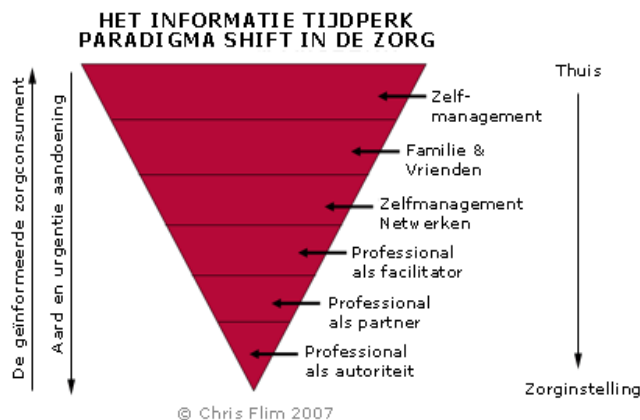 HET INFORMATIE TIJDPERK
PARADIGMA SHIFT IN DE ZORG
De geïnformeerde zorgconsument
Aard en urgentie aandoening
Zelf-
management
Familie &
Vrienden
Zelfmanagement
Netwerken
Professional
als facilitator
Professional
als partner
Professional
als autoriteit
Thuis
Zorginstelling
© Chris Flim 2007